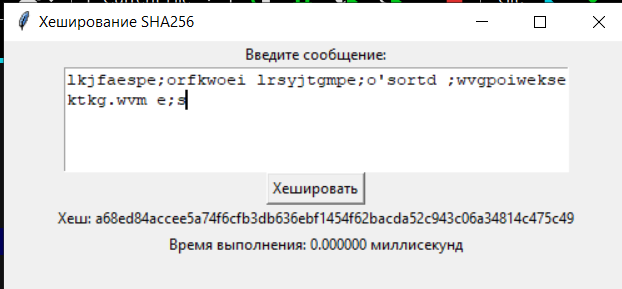 Хеширование SHA256
Введите сообщение:
lkjfaespe;orfkwoei lrsyjtgmpe;o'sortd ;wvgpoiwekse
ktkg.wvm e;s
Хешировать
Хеш: a68ed84accee5a74f6cfb3db636ebf1454f62bacda52c943c06a34814c475c49
Время выполнения: 0.000000 миллисекунд